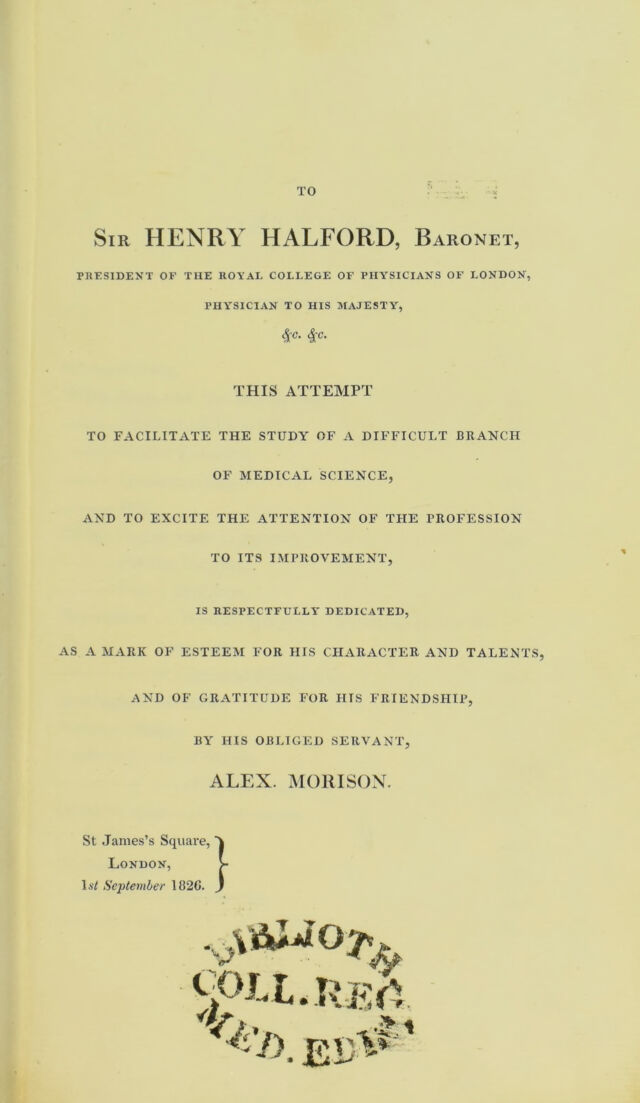 TO
Sir HENRY HALFORD, Baronet,
PRESIDENT OF THE ROYAL COLLEGE OF PHYSICIANS OF LONDON,
PHYSICIAN TO HIS MAJESTY,
&c. &c.
THIS ATTEMPT
TO FACILITATE THE STUDY OF A DIFFICULT BRANCH
OF MEDICAL SCIENCE,
AND TO EXCITE THE ATTENTION OF THE PROFESSION
TO ITS IMPROVEMENT,
IS RESPECTFULLY DEDICATED,
AS A MARK OF ESTEEM FOR HIS CHARACTER AND TALENTS,
AND OF GRATITUDE FOR HIS FRIENDSHIP,
BY HIS OBLIGED SERVANT,
ALEX. MORISON.
St James's Square,
London,
1st September 1826.
BIBLIOTH
COLL. REG.
MED. EDIN